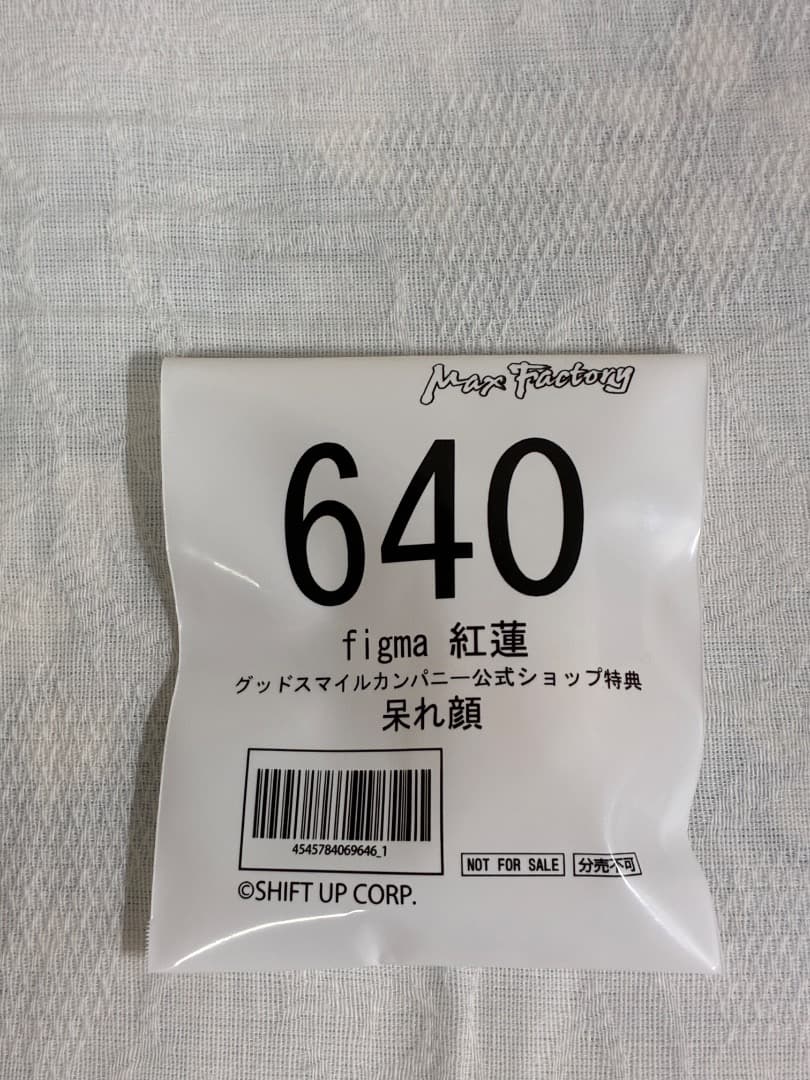 Max Factory
640
figma 紅蓮
グッドスマイルカンパニー公式ショップ特典
呆れ顔
4545784069646_1
NOT FOR SALE 分売不可
©SHIFT UP CORP.